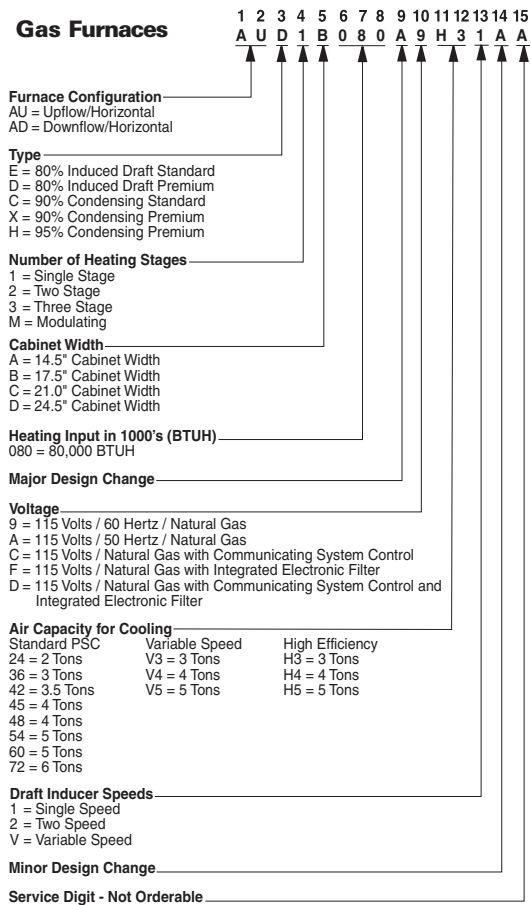 Gas Furnaces
1 2 3 4 5 6 7 8 9 10 11 12 13 14 15
A U D 1 B 0 8 0 A 9 H 3 1 A A
Furnace Configuration
AU = Upflow/Horizontal
AD = Downflow/Horizontal
Type
E = 80% Induced Draft Standard
D = 80% Induced Draft Premium
C = 90% Condensing Standard
X = 90% Condensing Premium
H = 95% Condensing Premium
Number of Heating Stages
1 = Single Stage
2 = Two Stage
3 = Three Stage
M = Modulating
Cabinet Width
A = 14.5" Cabinet Width
B = 17.5" Cabinet Width
C = 21.0" Cabinet Width
D = 24.5" Cabinet Width
Heating Input in 1000's (BTUH)
080 = 80,000 BTUH
Major Design Change
Voltage
9 = 115 Volts / 60 Hertz / Natural Gas
A = 115 Volts / 50 Hertz / Natural Gas
C = 115 Volts / Natural Gas with Communicating System Control
F = 115 Volts / Natural Gas with Integrated Electronic Filter
D = 115 Volts / Natural Gas with Communicating System Control and
Integrated Electronic Filter
Air Capacity for Cooling
Standard PSC Variable Speed High Efficiency
24 = 2 Tons V3 = 3 Tons H3 = 3 Tons
36 = 3 Tons V4 = 4 Tons H4 = 4 Tons
42 = 3.5 Tons V5 = 5 Tons H5 = 5 Tons
45 = 4 Tons
48 = 4 Tons
54 = 5 Tons
60 = 5 Tons
72 = 6 Tons
Draft Inducer Speeds
1 = Single Speed
2 = Two Speed
V = Variable Speed
Minor Design Change
Service Digit - Not Orderable